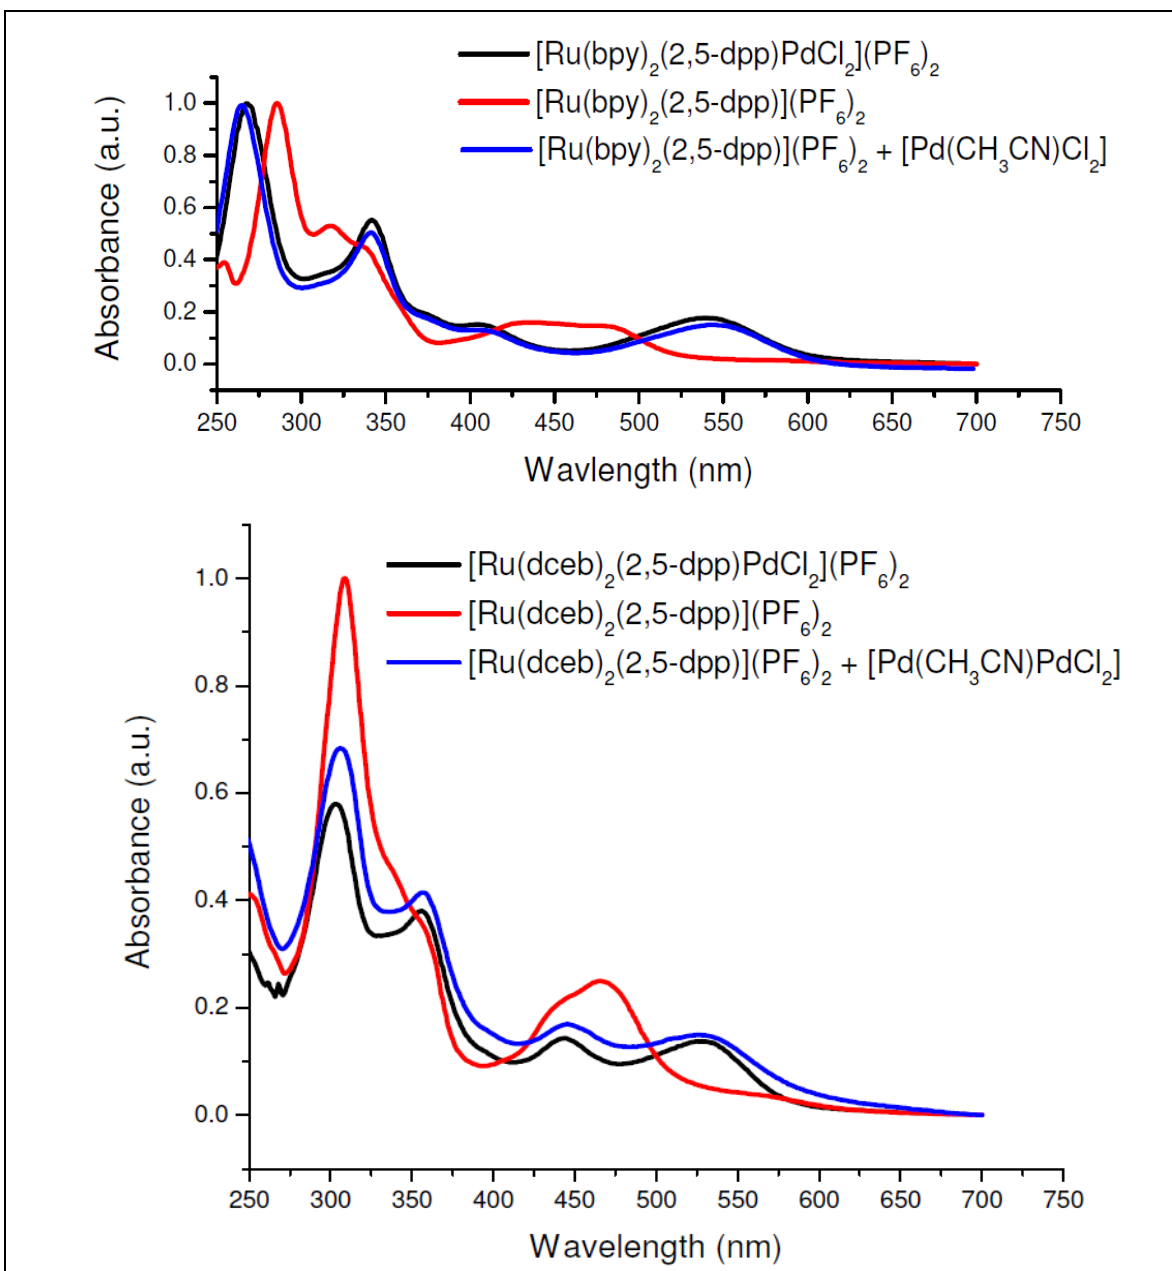 [Ru(bpy)₂(2,5-dpp)PdCl₂](PF₆)₂
[Ru(bpy)₂(2,5-dpp)](PF₆)₂
[Ru(bpy)₂(2,5-dpp)](PF₆)₂ + [Pd(CH₃CN)Cl₂]
Absorbance (a.u.)
1.0
0.8
0.6
0.4
0.2
0.0
250 300 350 400 450 500 550 600 650 700 750
Wavlength (nm)
[Ru(dceb)₂(2,5-dpp)PdCl₂](PF₆)₂
[Ru(dceb)₂(2,5-dpp)](PF₆)₂
[Ru(dceb)₂(2,5-dpp)](PF₆)₂ + [Pd(CH₃CN)PdCl₂]
Absorbance (a.u.)
1.0
0.8
0.6
0.4
0.2
0.0
250 300 350 400 450 500 550 600 650 700 750
Wavelength (nm)